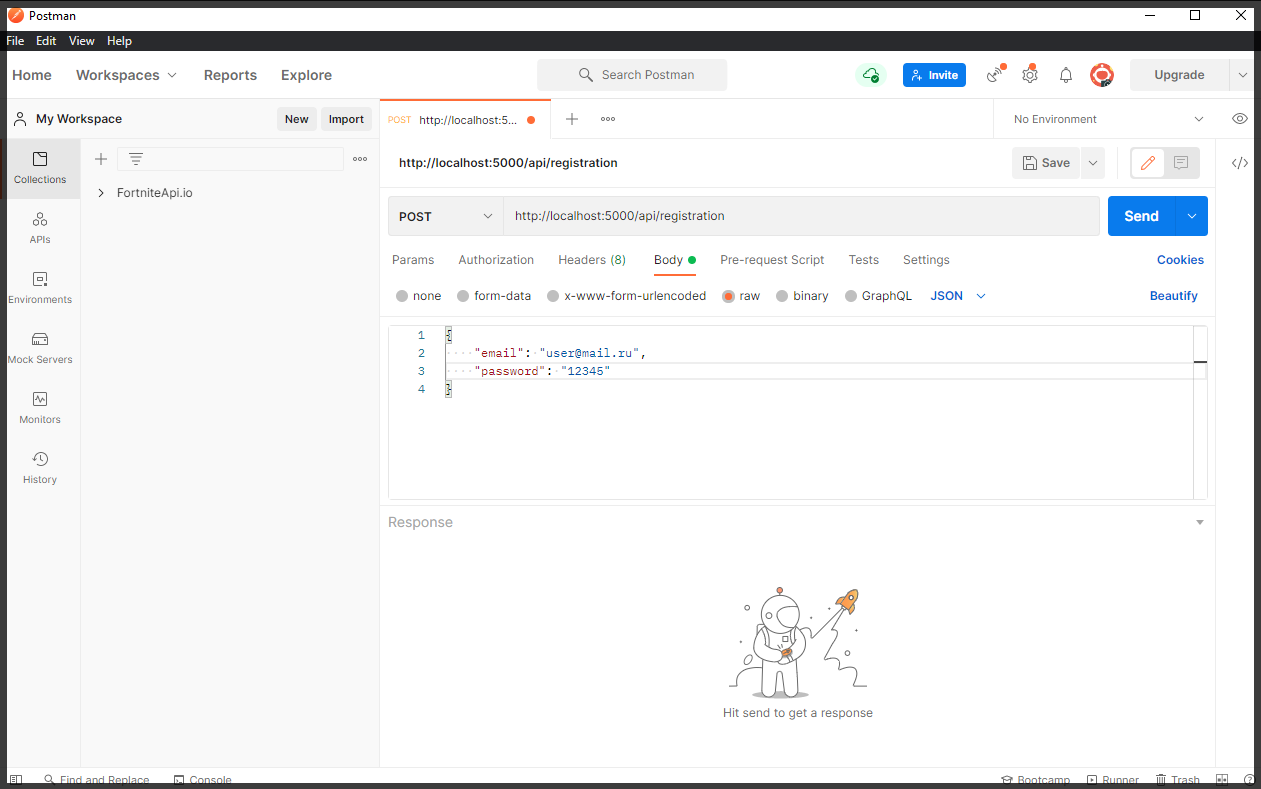 Postman
File Edit View Help
Home Workspaces Reports Explore Search Postman Invite Upgrade
My Workspace New Import POST http://localhost:5... No Environment
Collections
APIs
Environments
Mock Servers
Monitors
History
FortniteApi.io
http://localhost:5000/api/registration Save
POST http://localhost:5000/api/registration Send
Params Authorization Headers (8) Body Pre-request Script Tests Settings Cookies
none form-data x-www-form-urlencoded raw binary GraphQL JSON Beautify
1 {
2 "email": "user@mail.ru",
3 "password": "12345"
4 }
Response
Hit send to get a response
Find and Replace Console Bootcamp Runner Trash